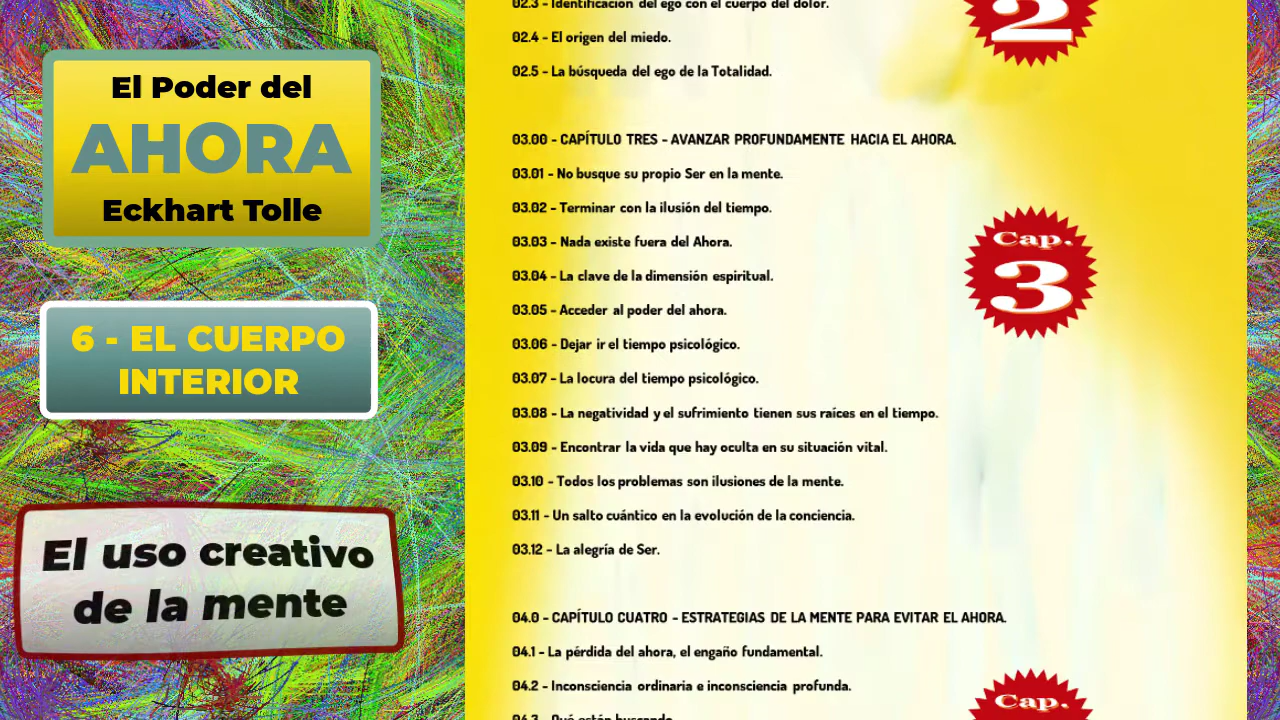 El Poder del
AHORA
Eckhart Tolle
6 - EL CUERPO
INTERIOR
El uso creativo
de la mente
02.3 - Identificación del ego con el cuerpo del dolor.
02.4 - El origen del miedo.
02.5 - La búsqueda del ego de la Totalidad.
2
03.00 - CAPÍTULO TRES - AVANZAR PROFUNDAMENTE HACIA EL AHORA.
03.01 - No busque su propio Ser en la mente.
03.02 - Terminar con la ilusión del tiempo.
03.03 - Nada existe fuera del Ahora.
03.04 - La clave de la dimensión espiritual.
03.05 - Acceder al poder del ahora.
03.06 - Dejar ir el tiempo psicológico.
03.07 - La locura del tiempo psicológico.
03.08 - La negatividad y el sufrimiento tienen sus raíces en el tiempo.
03.09 - Encontrar la vida que hay oculta en su situación vital.
03.10 - Todos los problemas son ilusiones de la mente.
03.11 - Un salto cuántico en la evolución de la conciencia.
03.12 - La alegría de Ser.
Cap.
3
04.0 - CAPÍTULO CUATRO - ESTRATEGIAS DE LA MENTE PARA EVITAR EL AHORA.
04.1 - La pérdida del ahora, el engaño fundamental.
04.2 - Inconsciencia ordinaria e inconsciencia profunda.
04.3 - Qué están buscando
Cap.